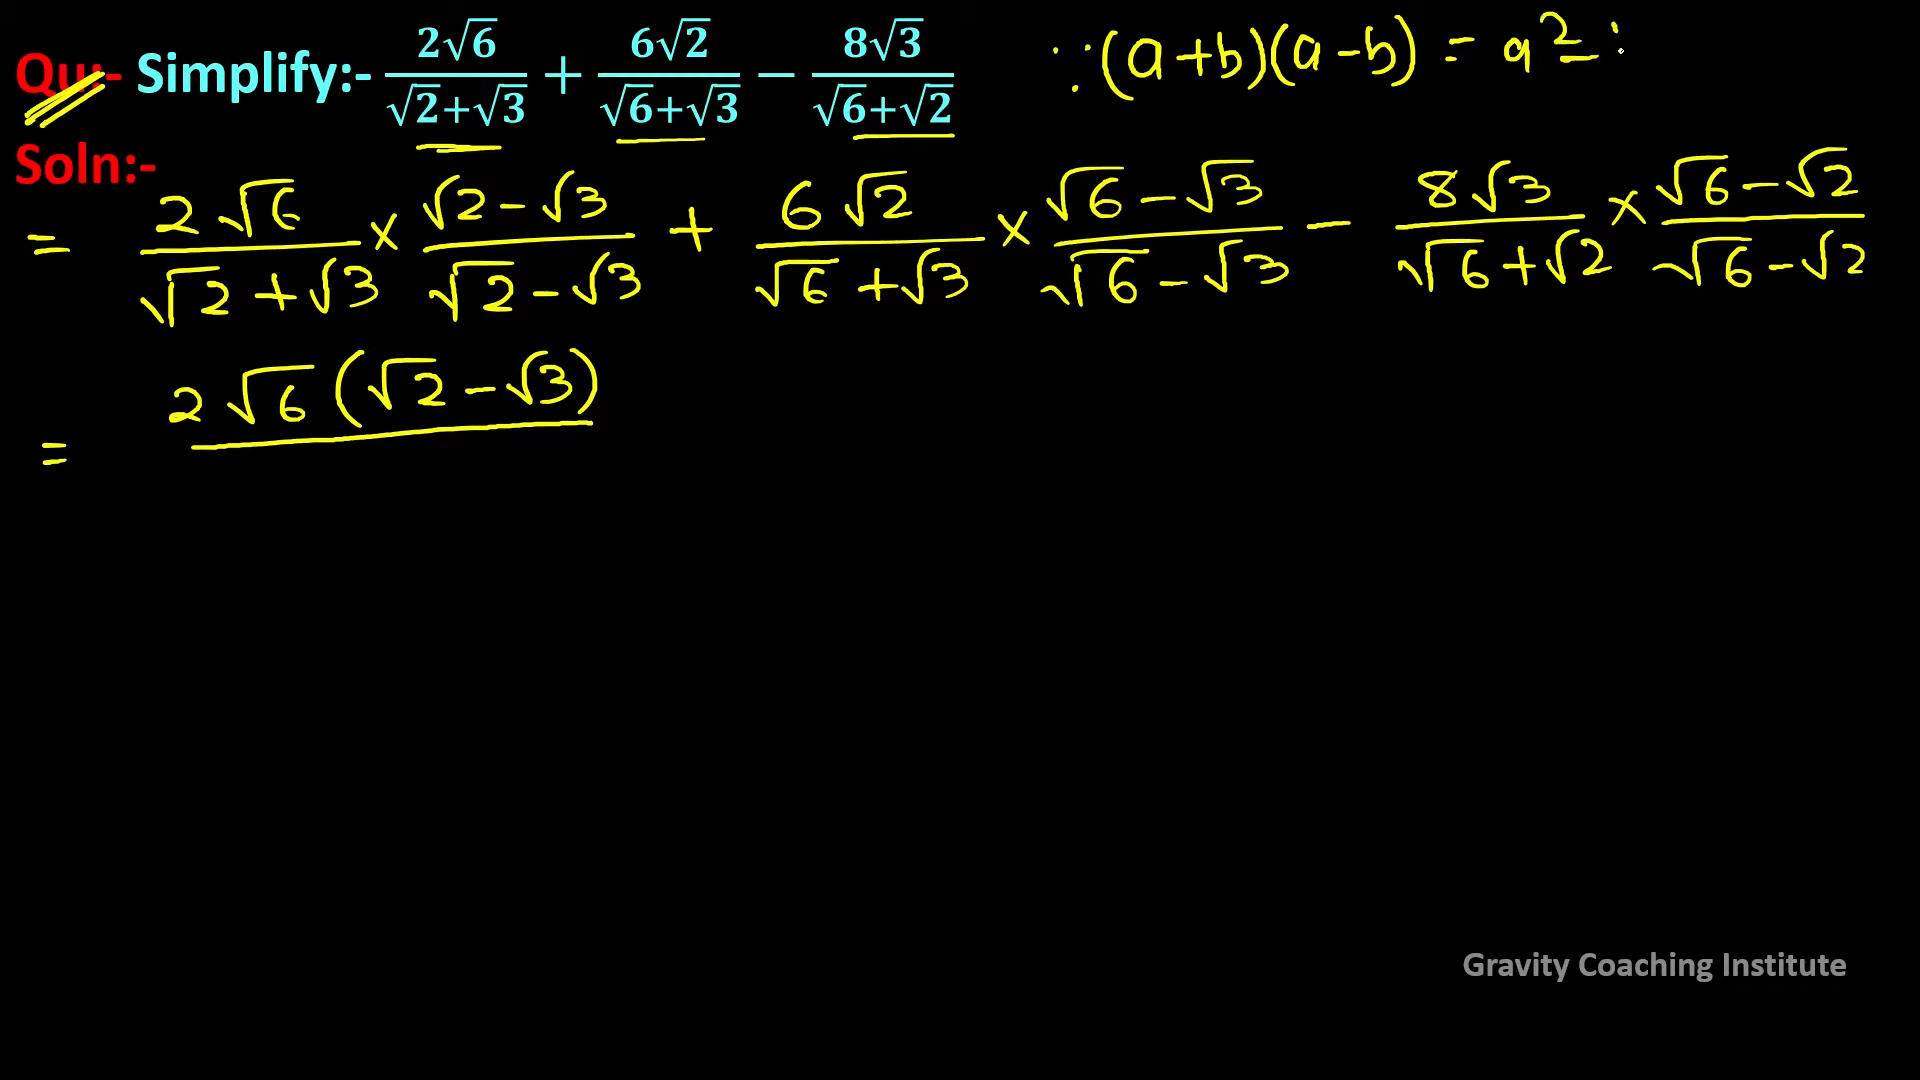 Qu:- Simplify:- 2√6/(√2+√3) + 6√2/(√6+√3) − 8√3/(√6+√2) ∵ (a+b)(a-b) = a² -
Soln:-
= 2√6/(√2+√3) × (√2-√3)/(√2-√3) + 6√2/(√6+√3) × (√6-√3)/(√6-√3) - 8√3/(√6+√2) × (√6-√2)/(√6-√2)
= 2√6(√2-√3)
Gravity Coaching Institute